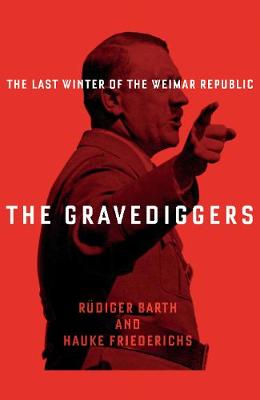 THE LAST WINTER OF THE WEIMAR REPUBLIC
THE GRAVEDIGGERS
RÜDIGER BARTH
AND
HAUKE FRIEDERICHS